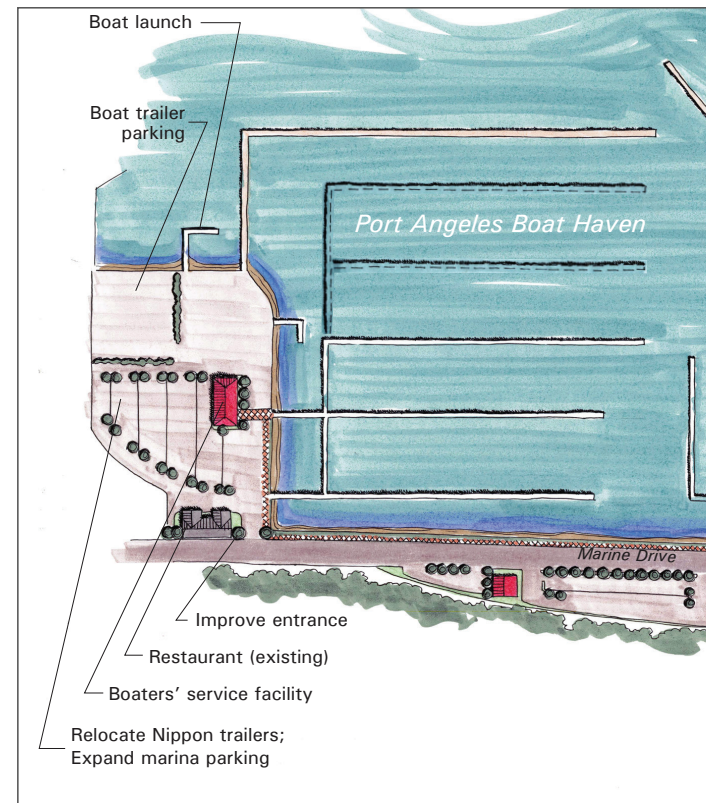 Boat launch
Boat trailer
parking
Port Angeles Boat Haven
Marine Drive
Improve entrance
Restaurant (existing)
Boaters' service facility
Relocate Nippon trailers;
Expand marina parking